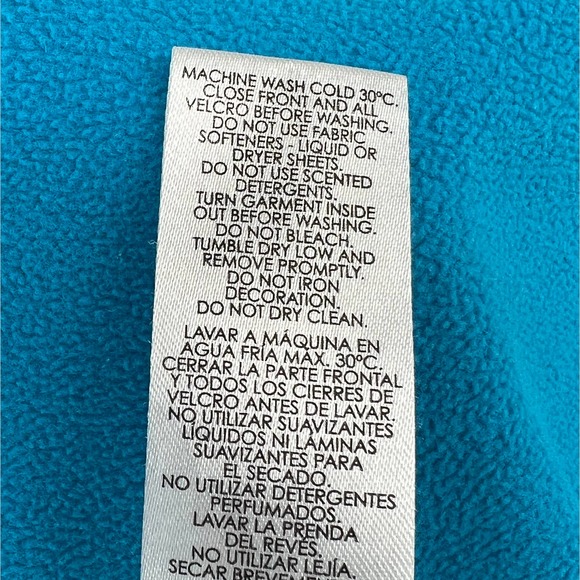 MACHINE WASH COLD 30°C.
CLOSE FRONT AND ALL
VELCRO BEFORE WASHING.
DO NOT USE FABRIC
SOFTENERS - LIQUID OR
DRYER SHEETS.
DO NOT USE SCENTED
DETERGENTS.
TURN GARMENT INSIDE
OUT BEFORE WASHING.
DO NOT BLEACH.
TUMBLE DRY LOW AND
REMOVE PROMPTLY.
DO NOT IRON
DECORATION.
DO NOT DRY CLEAN.
LAVAR A MÁQUINA EN
AGUA FRÍA MÁX. 30°C.
CERRAR LA PARTE FRONTAL
Y TODOS LOS CIERRES DE
VELCRO ANTES DE LAVAR.
NO UTILIZAR SUAVIZANTES
LÍQUIDOS NI LÁMINAS
SUAVIZANTES PARA
EL SECADO.
NO UTILIZAR DETERGENTES
PERFUMADOS.
LAVAR LA PRENDA
DEL REVÉS.
NO UTILIZAR LEJÍA.
SECAR BREVEMENTE